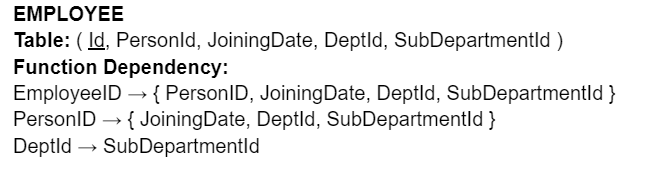 EMPLOYEE
Table: ( Id, PersonId, JoiningDate, DeptId, SubDepartmentId )
Function Dependency:
EmployeeID → { PersonID, JoiningDate, DeptId, SubDepartmentId }
PersonID → { JoiningDate, DeptId, SubDepartmentId }
DeptId → SubDepartmentId